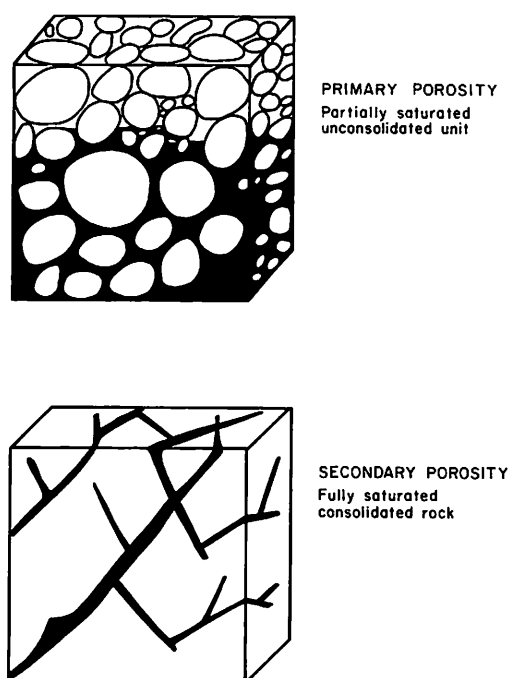 PRIMARY POROSITY
Partially saturated
unconsolidated unit
SECONDARY POROSITY
Fully saturated
consolidated rock